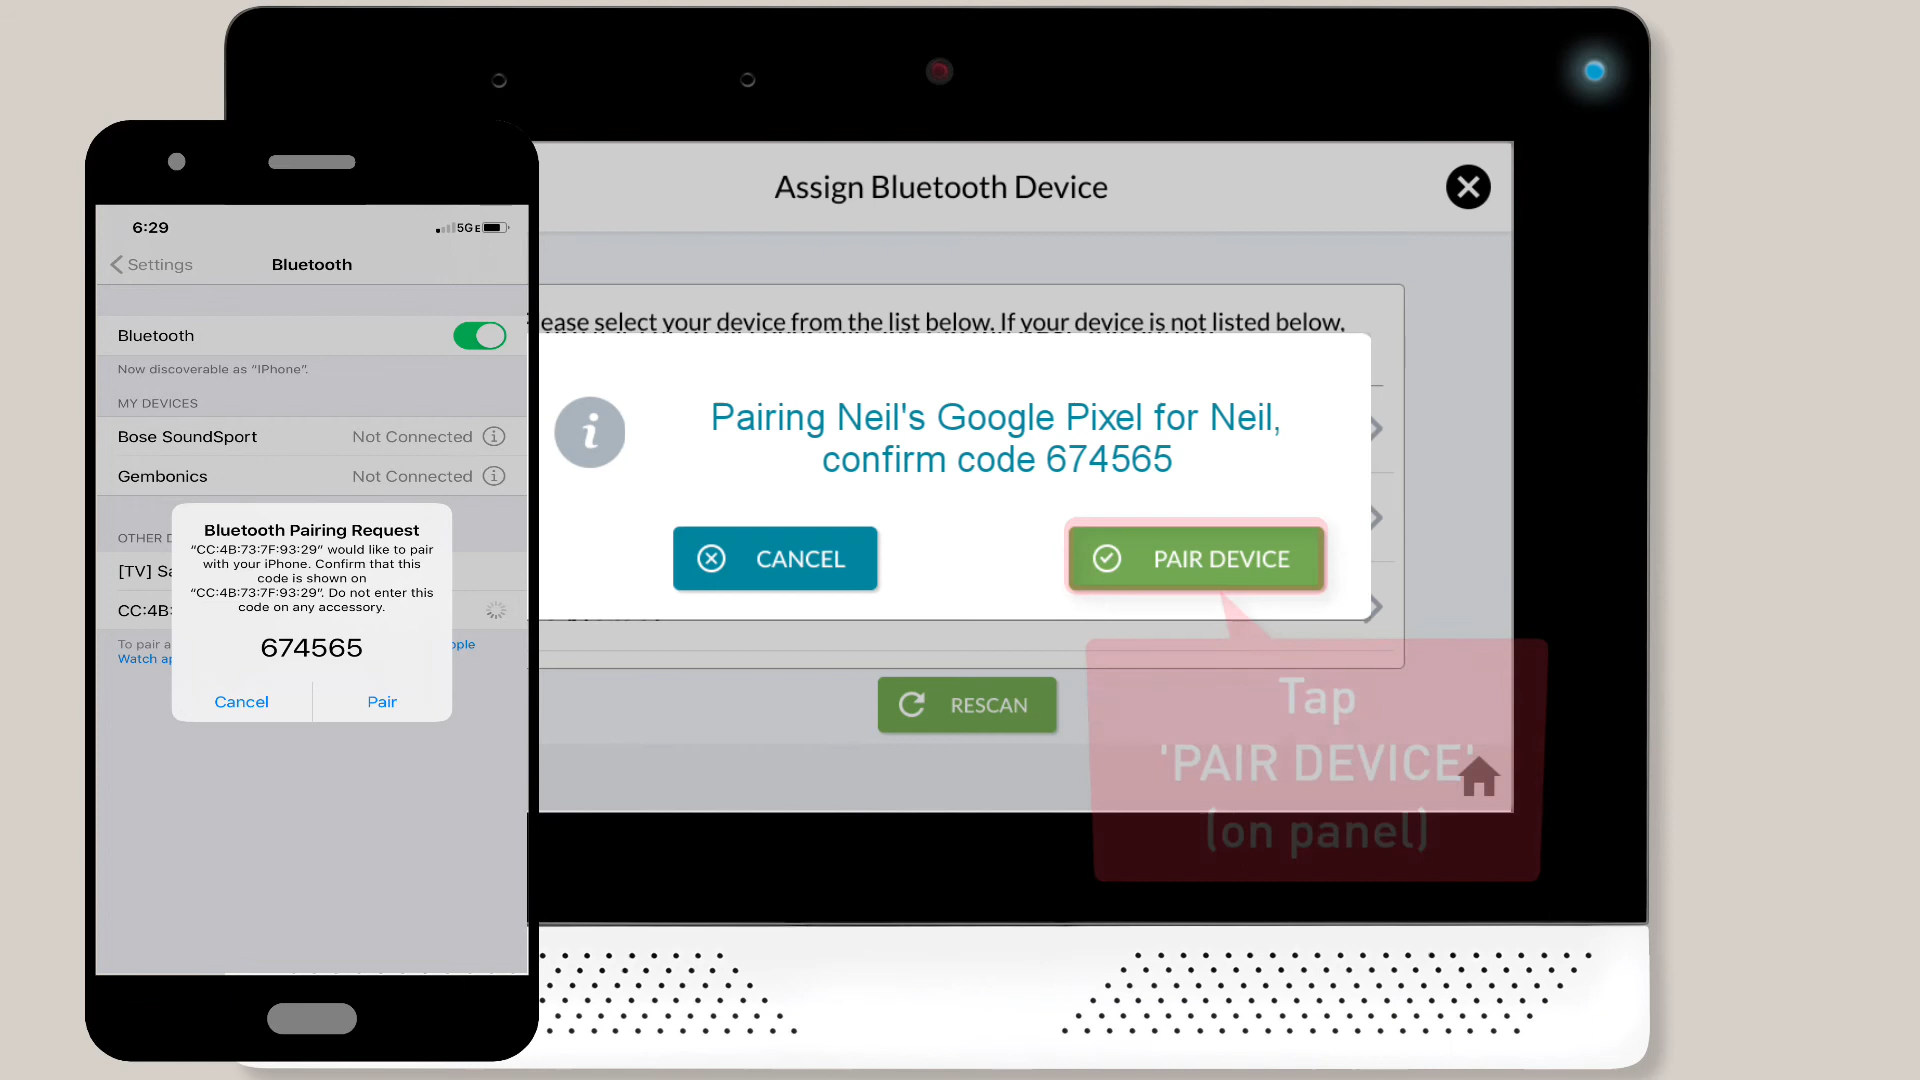 6:29
5GE
Settings
Bluetooth
Bluetooth
Now discoverable as “IPhone”.
MY DEVICES
Bose SoundSport Not Connected
Gembonics Not Connected
OTHER
[TV]
CC:4B:
To pair a
Watch
Bluetooth Pairing Request
“CC:4B:73:7F:93:29” would like to pair
with your iPhone. Confirm that this
code is shown on
“CC:4B:73:7F:93:29”. Do not enter this
code on any accessory.
674565
Cancel Pair
Assign Bluetooth Device
select your device from the list below. If your device is not listed below,
Pairing Neil's Google Pixel for Neil,
confirm code 674565
CANCEL PAIR DEVICE
RESCAN
Tap
'PAIR DEVICE'
(on panel)